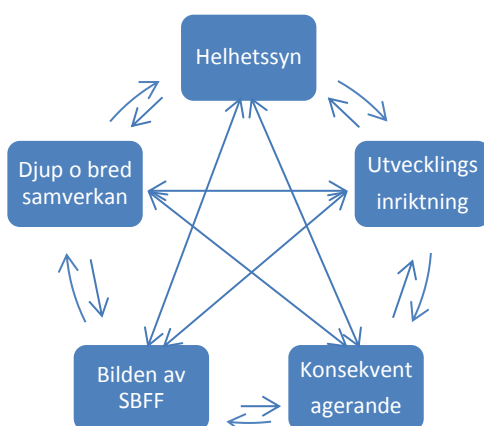 Helhetssyn
Djup o bred
samverkan
Utvecklings
inriktning
Bilden av
SBFF
Konsekvent
agerande